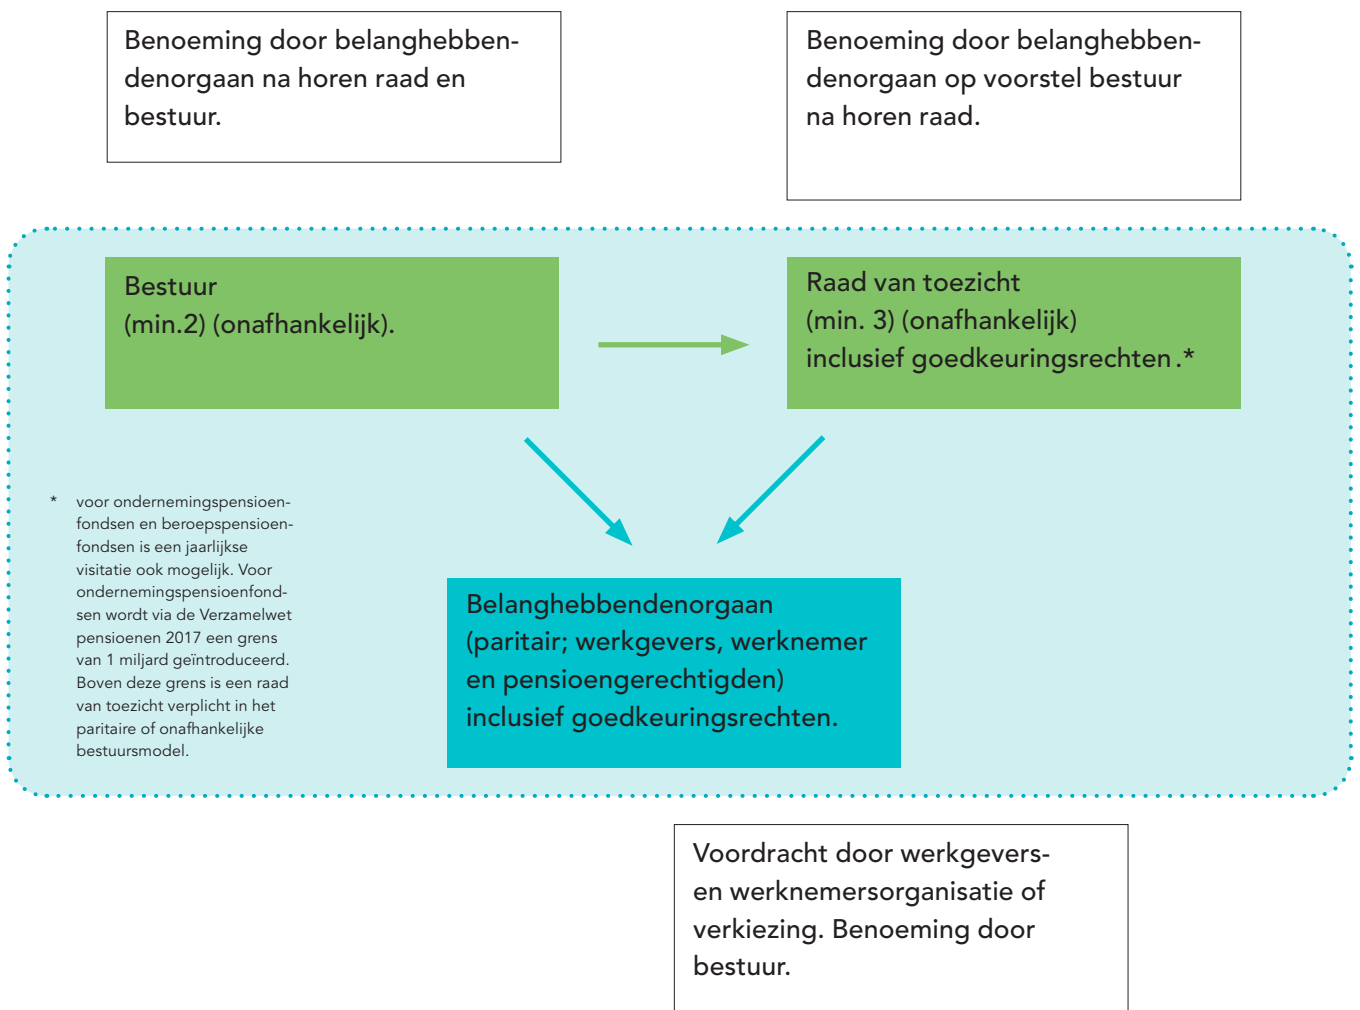 Benoeming door belanghebben-
denorgaan na horen raad en
bestuur.
Benoeming door belanghebben-
denorgaan op voorstel bestuur
na horen raad.
Bestuur
(min.2) (onafhankelijk).
Raad van toezicht
(min. 3) (onafhankelijk)
inclusief goedkeuringsrechten.*
* voor ondernemingspensioen-
fondsen en beroepspensioen-
fondsen is een jaarlijkse
visitatie ook mogelijk. Voor
ondernemingspensioenfond-
sen wordt via de Verzamelwet
pensioenen 2017 een grens
van 1 miljard geïntroduceerd.
Boven deze grens is een raad
van toezicht verplicht in het
paritaire of onafhankelijke
bestuursmodel.
Belanghebbendenorgaan
(paritair; werkgevers, werknemer
en pensioengerechtigden)
inclusief goedkeuringsrechten.
Voordracht door werkgevers-
en werknemersorganisatie of
verkiezing. Benoeming door
bestuur.